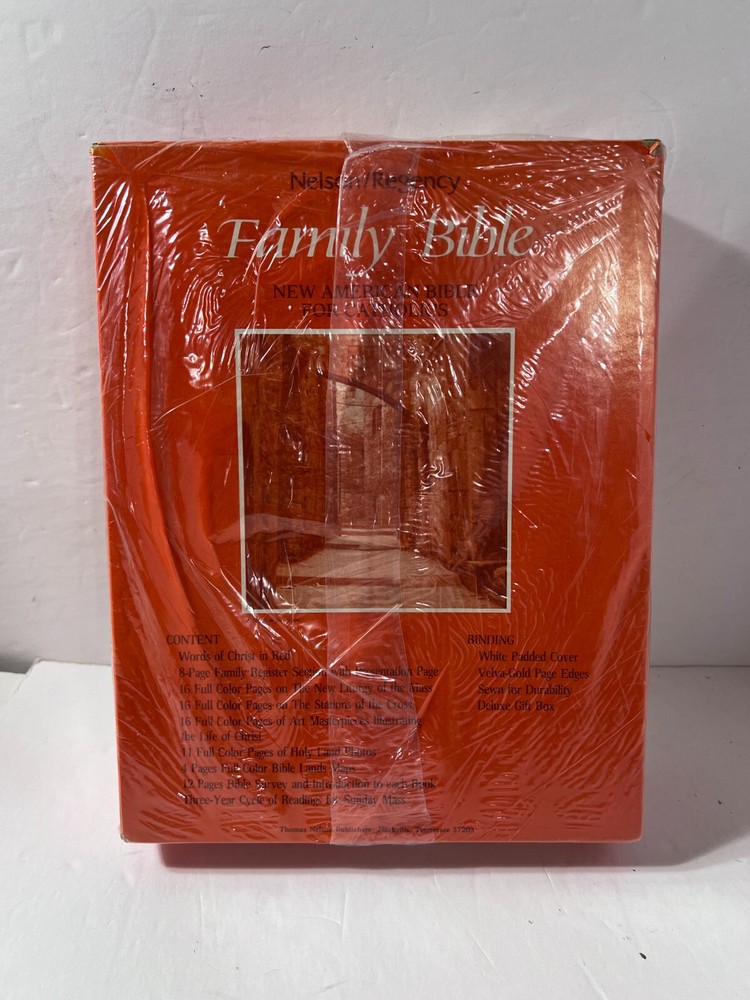 Nelson/Regency
Family Bible
NEW AMERICAN BIBLE
FOR CATHOLICS
CONTENT
Words of Christ in Red
8-Page Family Register Section with Presentation Page
16 Full Color Pages on The New Liturgy of the Mass
16 Full Color Pages on The Stations of the Cross
16 Full Color Pages of Art Masterpieces Illustrating
the Life of Christ
11 Full Color Pages of Holy Land Photos
4 Pages Full Color Bible Lands Maps
12 Pages Bible Survey and Introduction to each Book
Three-Year Cycle of Readings for Sunday Mass
BINDING
White Padded Cover
Velva-Gold Page Edges
Sewn for Durability
Deluxe Gift Box
Thomas Nelson Publishers, Nashville, Tennessee 37203